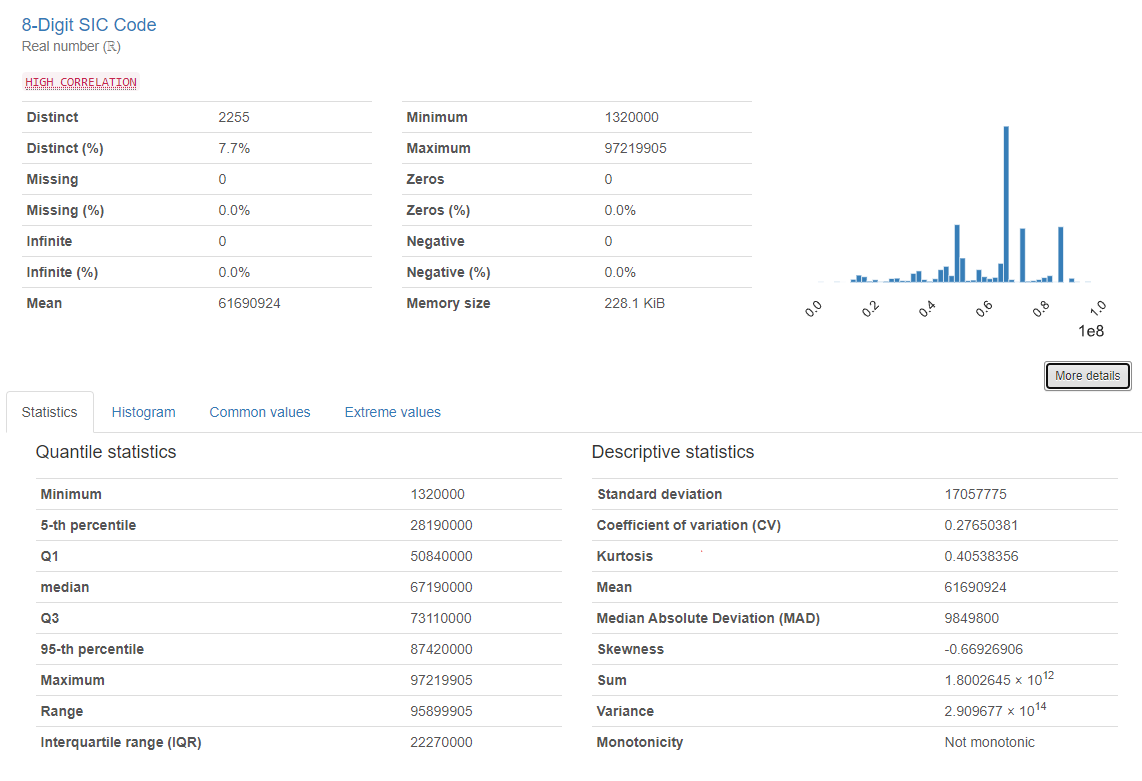 8-Digit SIC Code
Real number (ℝ)
HIGH CORRELATION
Distinct 2255
Distinct (%) 7.7%
Missing 0
Missing (%) 0.0%
Infinite 0
Infinite (%) 0.0%
Mean 61690924
Minimum 1320000
Maximum 97219905
Zeros 0
Zeros (%) 0.0%
Negative 0
Negative (%) 0.0%
Memory size 228.1 KiB
0.0 0.2 0.4 0.6 0.8 1.0
1e8
More details
Statistics Histogram Common values Extreme values
Quantile statistics
Minimum 1320000
5-th percentile 28190000
Q1 50840000
median 67190000
Q3 73110000
95-th percentile 87420000
Maximum 97219905
Range 95899905
Interquartile range (IQR) 22270000
Descriptive statistics
Standard deviation 17057775
Coefficient of variation (CV) 0.27650381
Kurtosis 0.40538356
Mean 61690924
Median Absolute Deviation (MAD) 9849800
Skewness -0.66926906
Sum 1.8002645 × 10¹²
Variance 2.909677 × 10¹⁴
Monotonicity Not monotonic